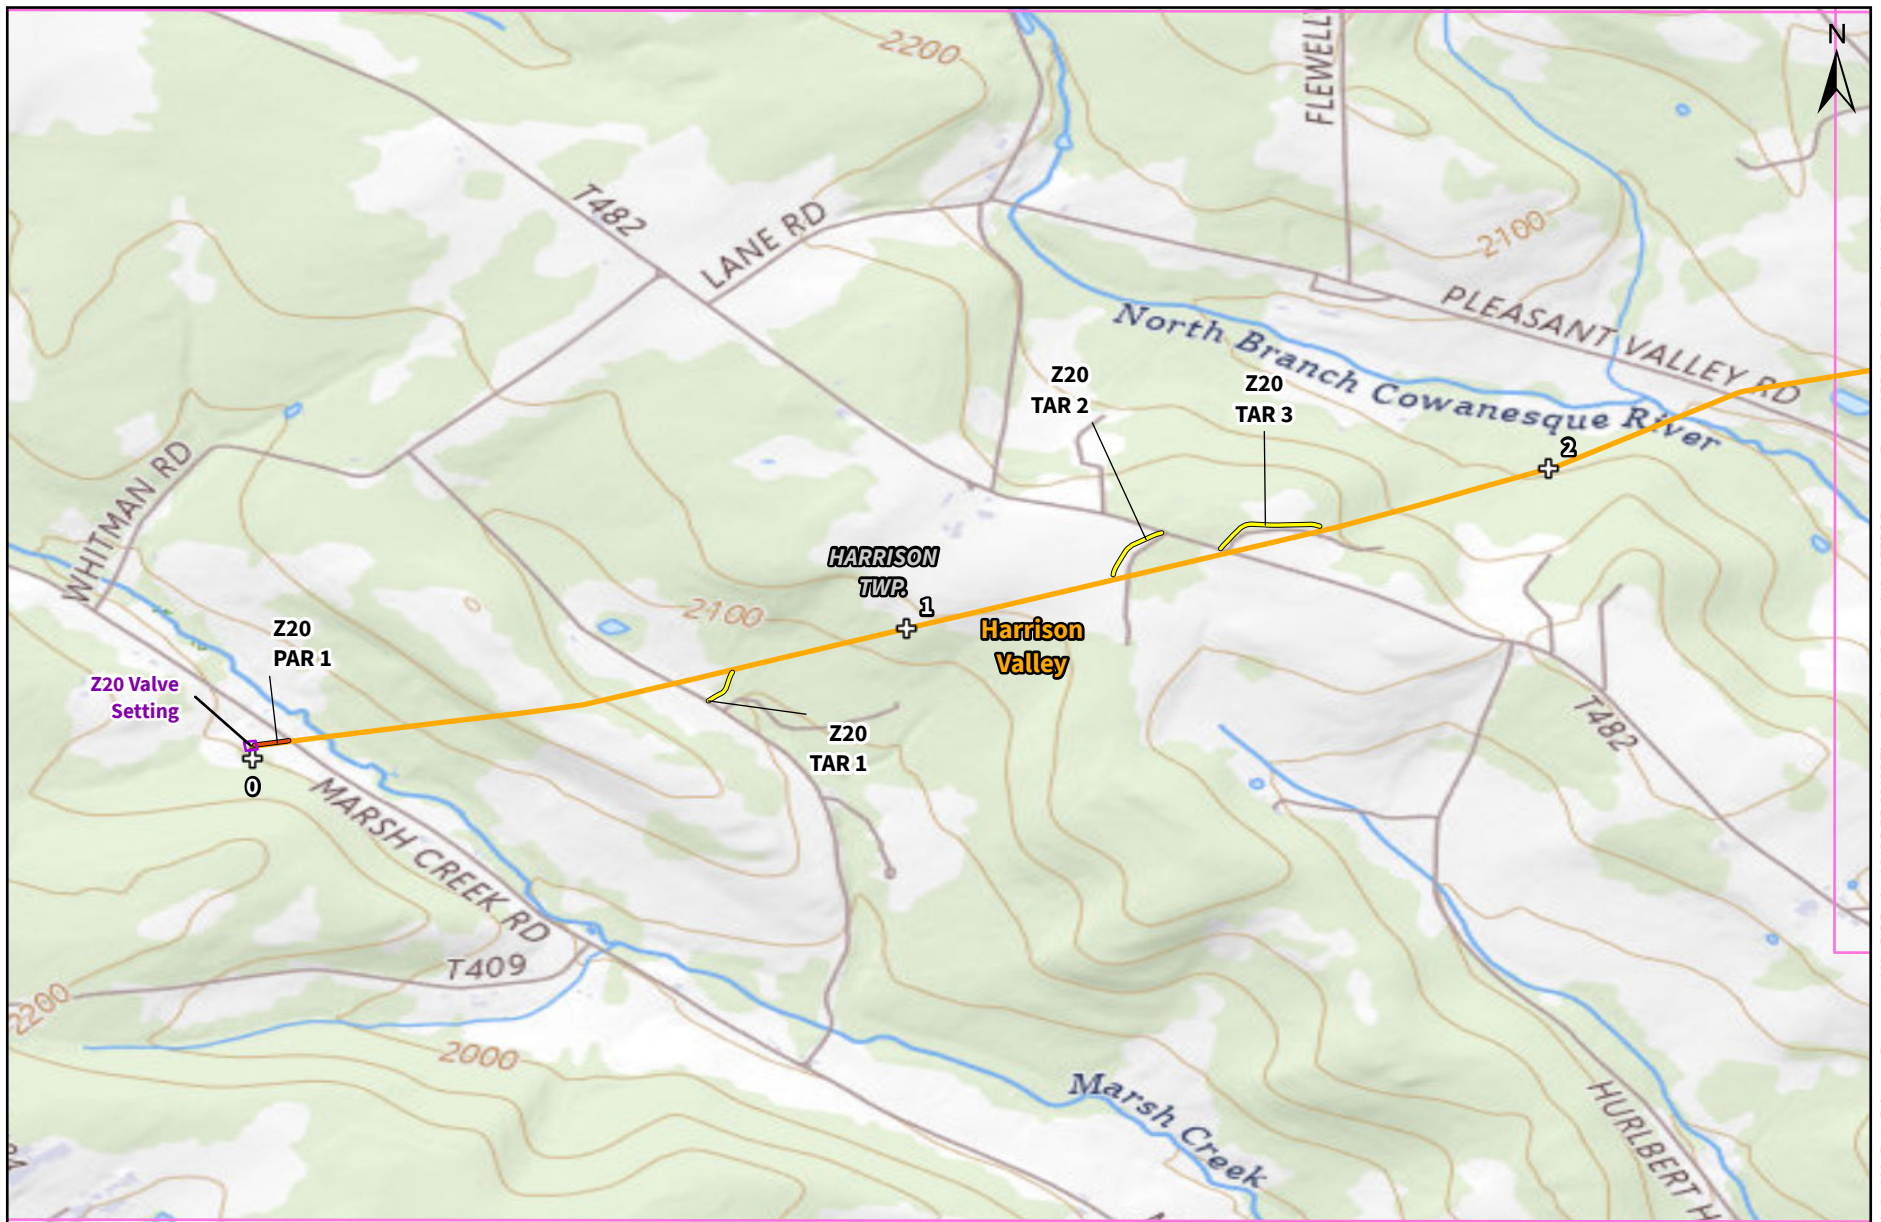 2200
FLEWELL
N
T482
LANE RD
2100
PLEASANT VALLEY RD
North Branch Cowanesque River
Z20
TAR 2
Z20
TAR 3
2
WHITMAN RD
HARRISON
TWP.
1
2100
Harrison
Valley
Z20
PAR 1
Z20 Valve
Setting
0
Z20
TAR 1
T482
MARSH CREEK RD
T409
2200
2000
Marsh Creek
HURLBERT H